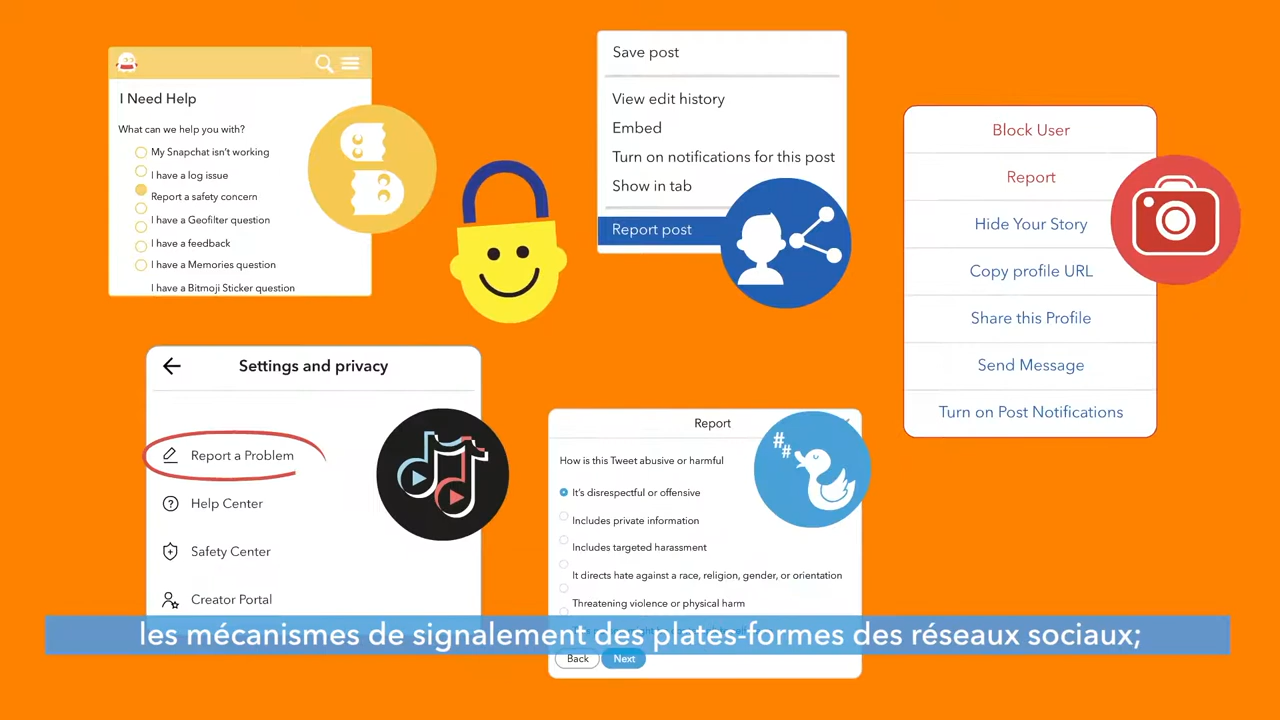 I Need Help
What can we help you with?
My Snapchat isn't working
I have a log issue
Report a safety concern
I have a Geofilter question
I have a feedback
I have a Memories question
I have a Bitmoji Sticker question
Save post
View edit history
Embed
Turn on notifications for this post
Show in tab
Report post
Block User
Report
Hide Your Story
Copy profile URL
Share this Profile
Send Message
Turn on Post Notifications
Settings and privacy
Report a Problem
Help Center
Safety Center
Creator Portal
Report
##
How is this Tweet abusive or harmful
It's disrespectful or offensive
Includes private information
Includes targeted harassment
It directs hate against a race, religion, gender, or orientation
Threatening violence or physical harm
les mécanismes de signalement des plates-formes des réseaux sociaux;
Back
Next